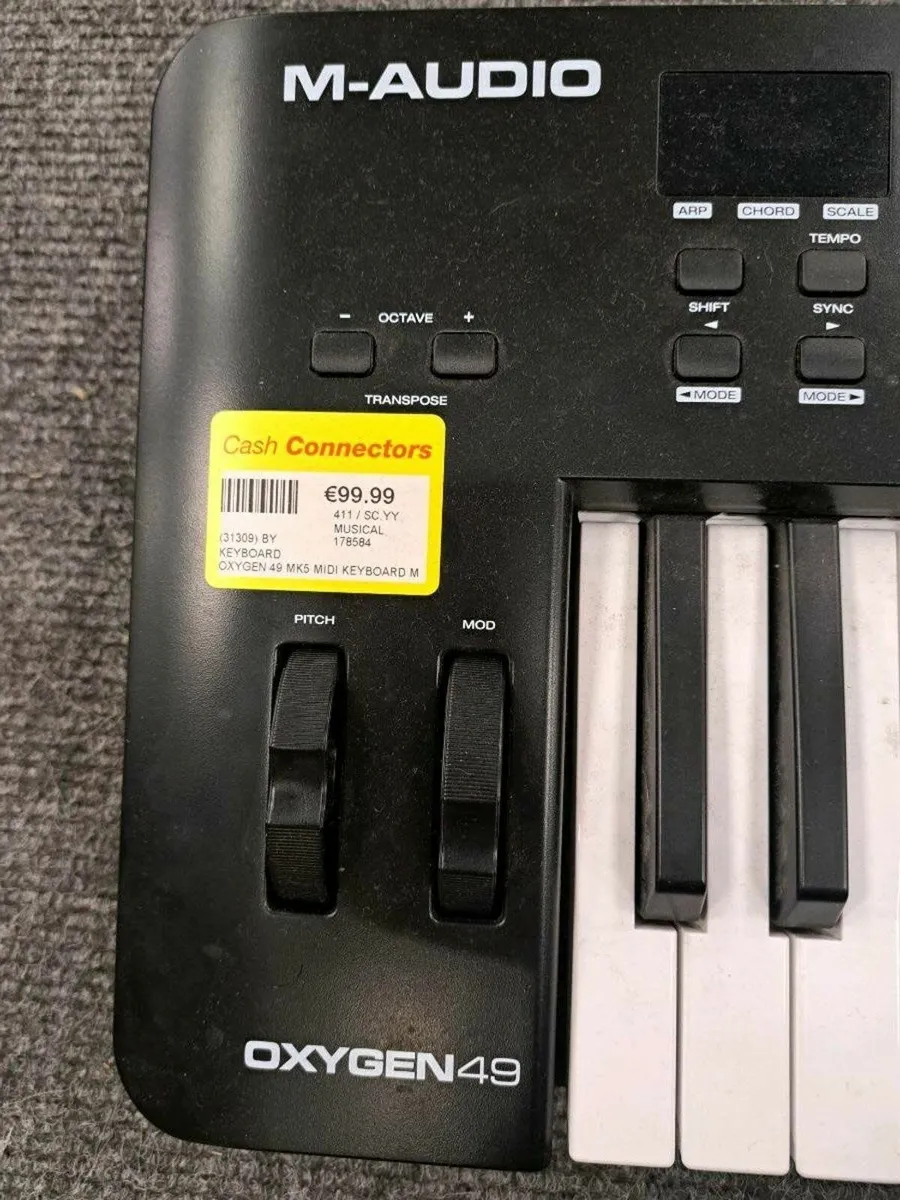 M-AUDIO
ARP CHORD SCALE
TEMPO
SHIFT SYNC
◄ ►
◄ MODE MODE ►
- OCTAVE +
TRANSPOSE
Cash Connectors
€99.99
411 / SC.YY
MUSICAL
178584
(31309) BY
KEYBOARD
OXYGEN 49 MK5 MIDI KEYBOARD M
PITCH MOD
OXYGEN49